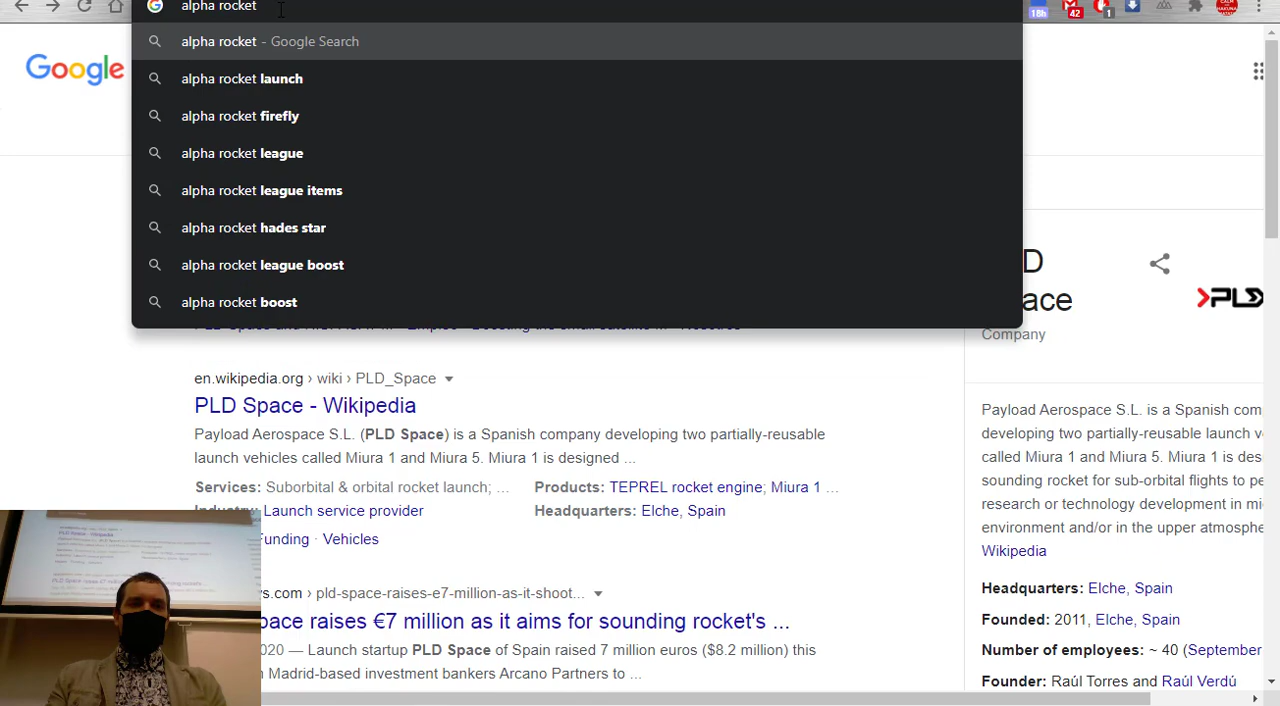 alpha rocket
18h
42
1
alpha rocket - Google Search
Google
alpha rocket launch
alpha rocket firefly
alpha rocket league
alpha rocket league items
alpha rocket hades star
alpha rocket league boost
alpha rocket boost
PLD
Company
en.wikipedia.org › wiki › PLD_Space
PLD Space - Wikipedia
Payload Aerospace S.L. (PLD Space) is a Spanish company developing two partially-reusable
launch vehicles called Miura 1 and Miura 5. Miura 1 is designed ...
Services: Suborbital & orbital rocket launch; ...
Products: TEPREL rocket engine; Miura 1 ...
Launch service provider
Headquarters: Elche, Spain
Vehicles
pld-space-raises-e7-million-as-it-shoot...
raises €7 million as it aims for sounding rocket's ...
— Launch startup PLD Space of Spain raised 7 million euros ($8.2 million) this
Madrid-based investment bankers Arcano Partners to ...
Payload Aerospace S.L. is a Spanish com
developing two partially-reusable launch v
called Miura 1 and Miura 5. Miura 1 is des
sounding rocket for sub-orbital flights to pe
research or technology development in mi
environment and/or in the upper atmosphe
Wikipedia
Headquarters: Elche, Spain
Founded: 2011, Elche, Spain
Number of employees: ~ 40 (September
Founder: Raúl Torres and Raúl Verdú